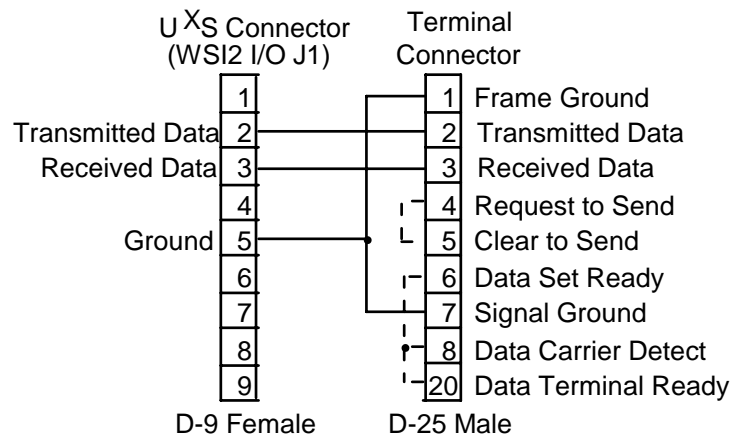 UXS Connector
(WSI2 I/O J1)
Terminal
Connector
1 1 Frame Ground
Transmitted Data 2 2 Transmitted Data
Received Data 3 3 Received Data
4 4 Request to Send
Ground 5 5 Clear to Send
6 6 Data Set Ready
7 7 Signal Ground
8 8 Data Carrier Detect
9 20 Data Terminal Ready
D-9 Female D-25 Male